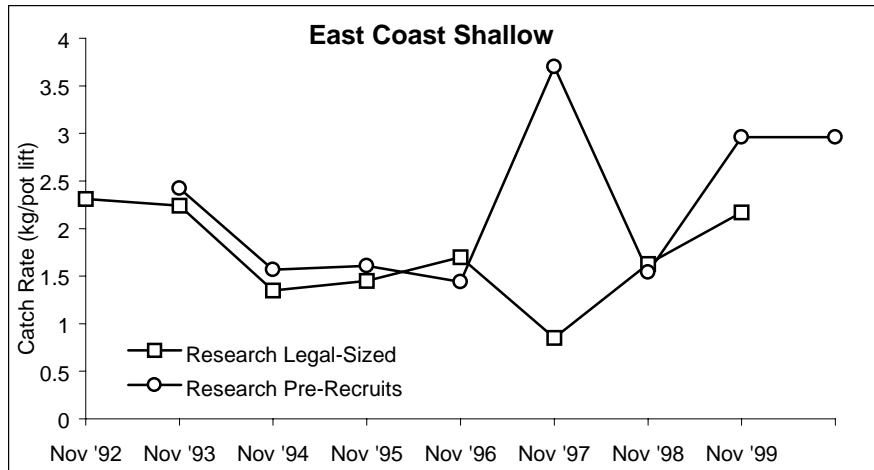 East Coast Shallow
Catch Rate (kg/pot lift)
4
3.5
3
2.5
2
1.5
1
0.5
0
Research Legal-Sized
Research Pre-Recruits
Nov '92 Nov '93 Nov '94 Nov '95 Nov '96 Nov '97 Nov '98 Nov '99